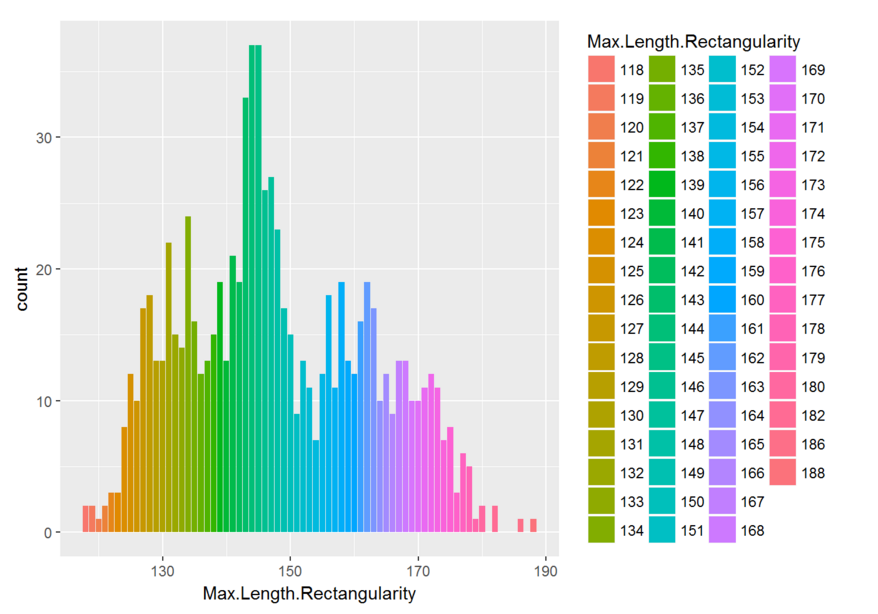 Max.Length.Rectangularity
118 135 152 169
119 136 153 170
120 137 154 171
121 138 155 172
122 139 156 173
123 140 157 174
124 141 158 175
125 142 159 176
126 143 160 177
127 144 161 178
128 145 162 179
129 146 163 180
130 147 164 182
131 148 165 186
132 149 166 188
133 150 167
134 151 168
count
30
20
10
0
130 150 170 190
Max.Length.Rectangularity